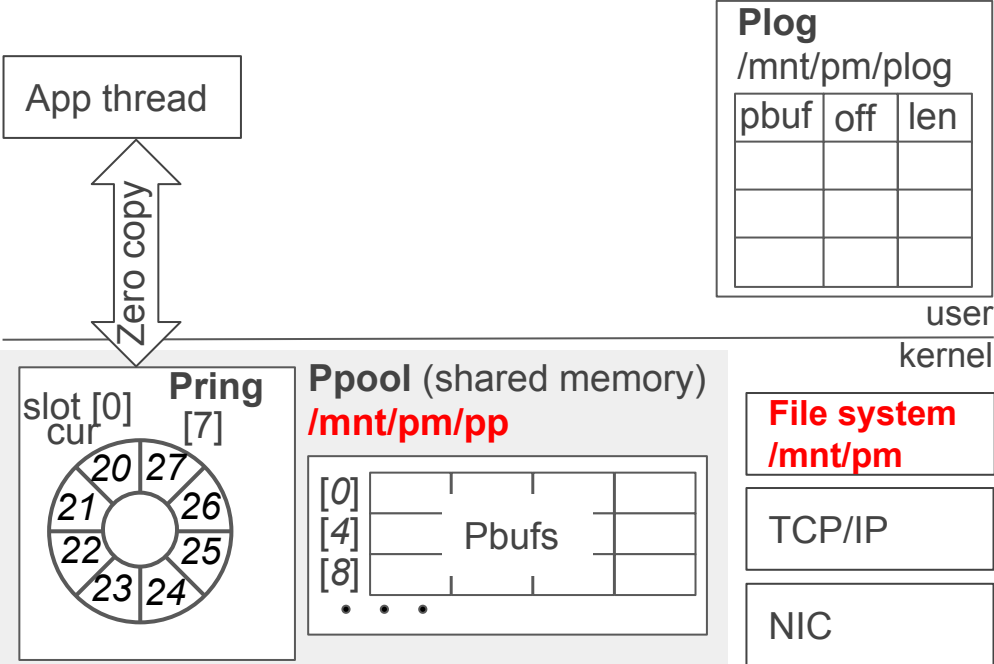 Plog
/mnt/pm/plog
pbuf off len
App thread
Zero copy
user
kernel
Pring
slot [0] [7]
cur
20 27
21 26
22 25
23 24
Ppool (shared memory)
/mnt/pm/pp
[0]
[4]
[8]
Pbufs
• • •
File system
/mnt/pm
TCP/IP
NIC